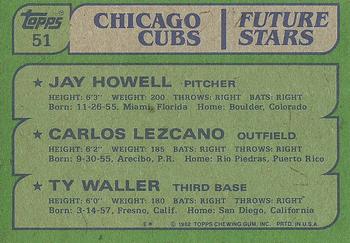 Topps
51
CHICAGO CUBS
FUTURE STARS
★ JAY HOWELL PITCHER
HEIGHT: 6'3" WEIGHT: 200 THROWS: RIGHT BATS: RIGHT
Born: 11-26-55, Miami, Florida Home: Boulder, Colorado
★ CARLOS LEZCANO OUTFIELD
HEIGHT: 6'2" WEIGHT: 185 THROWS: RIGHT BATS: RIGHT
Born: 9-30-55, Arecibo, P.R. Home: Rio Piedras, Puerto Rico
★ TY WALLER THIRD BASE
HEIGHT: 6'0" WEIGHT: 180 THROWS: RIGHT BATS: RIGHT
Born: 3-14-57, Fresno, Calif. Home: San Diego, California
E* © 1982 TOPPS CHEWING GUM, INC. PRTD. IN U.S.A.